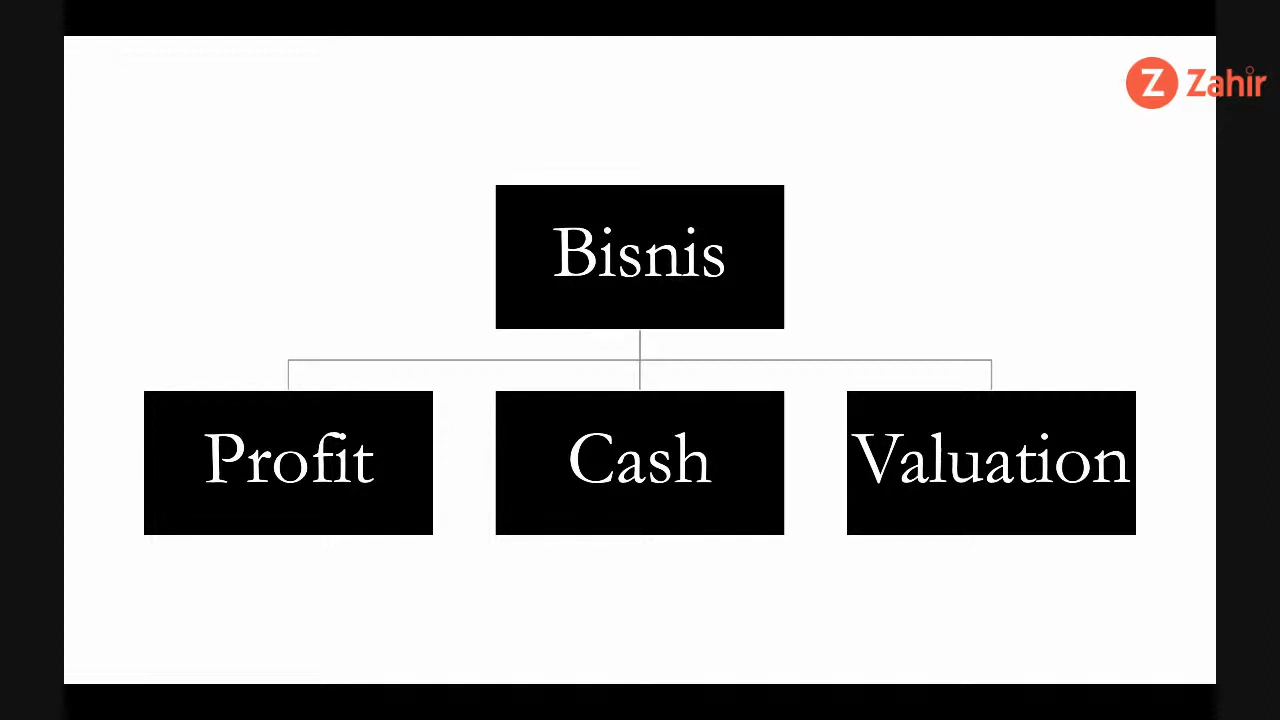 Z Zahir
Bisnis
Profit
Cash
Valuation